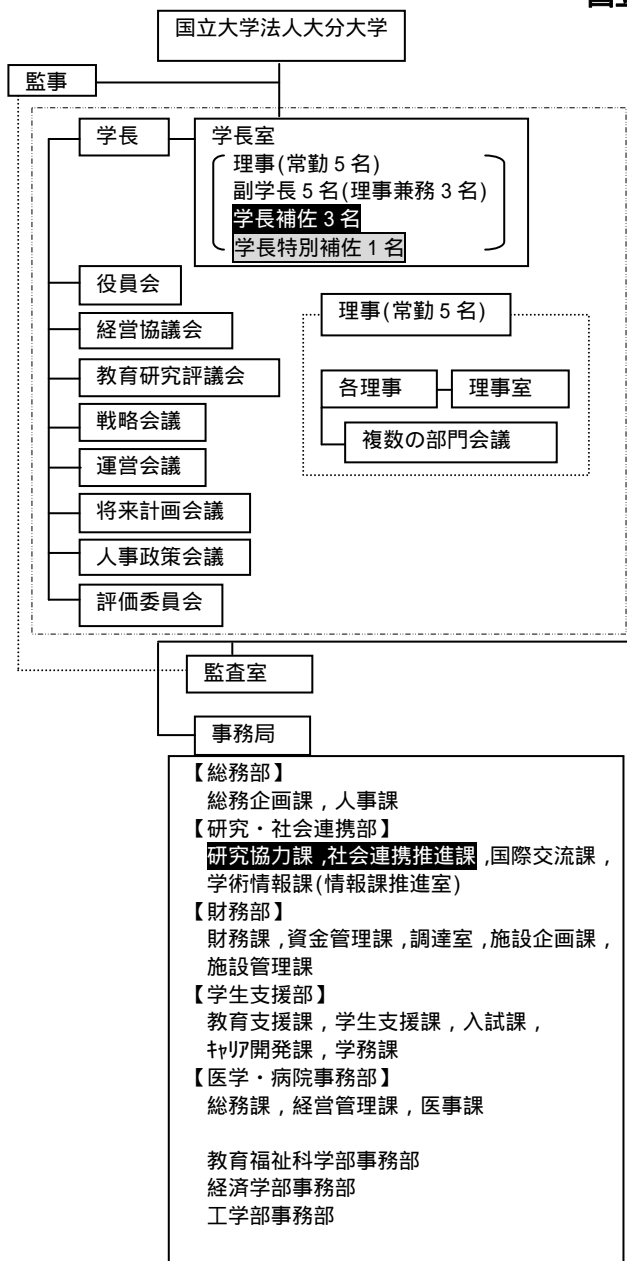 国立大学法人大分大学
監事
学長
学長室
理事(常勤5名)
副学長5名(理事兼務3名)
学長補佐3名
学長特別補佐1名
役員会
経営協議会
教育研究評議会
戦略会議
運営会議
将来計画会議
人事政策会議
評価委員会
理事(常勤5名)
各理事
理事室
複数の部門会議
監査室
事務局
【総務部】
総務企画課,人事課
【研究・社会連携部】
研究協力課,社会連携推進課,国際交流課,
学術情報課(情報課推進室)
【財務部】
財務課,資金管理課,調達室,施設企画課,
施設管理課
【学生支援部】
教育支援課,学生支援課,入試課,
キャリア開発課,学務課
【医学・病院事務部】
総務課,経営管理課,医事課
教育福祉科学部事務部
経済学部事務部
工学部事務部